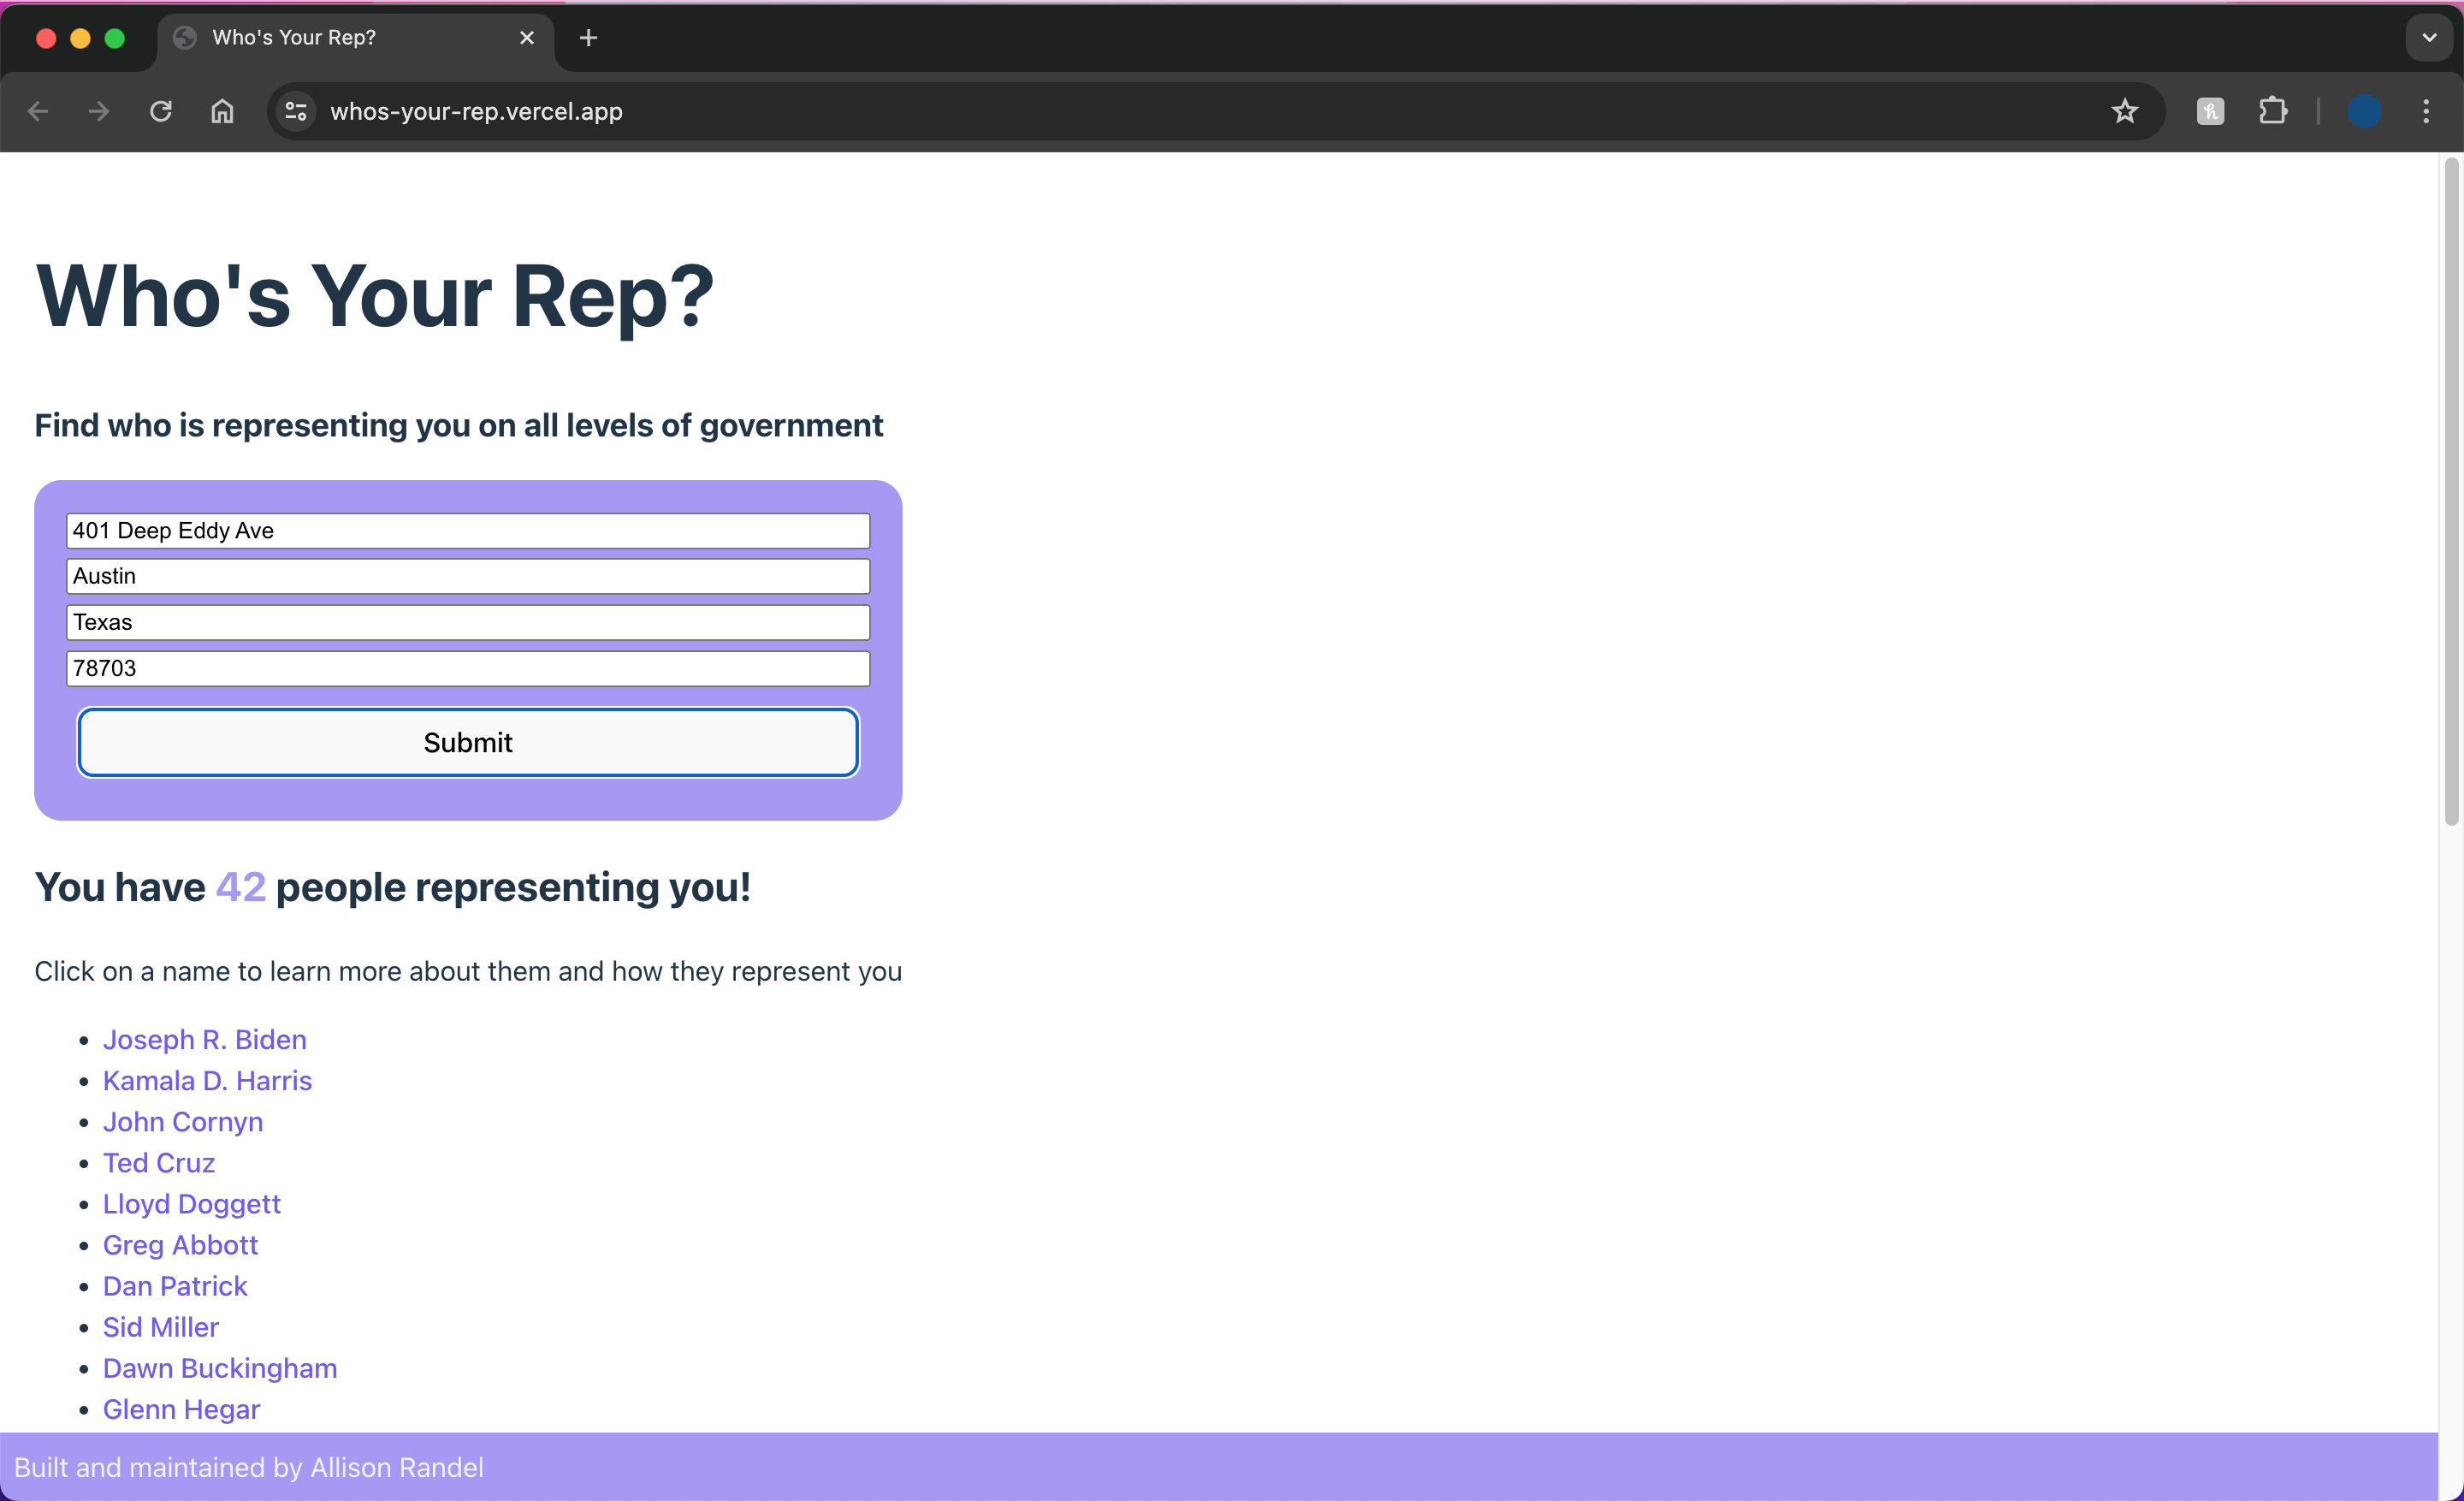 Who's Your Rep?
whos-your-rep.vercel.app
Who's Your Rep?
Find who is representing you on all levels of government
401 Deep Eddy Ave
Austin
Texas
78703
Submit
You have 42 people representing you!
Click on a name to learn more about them and how they represent you
Joseph R. Biden
Kamala D. Harris
John Cornyn
Ted Cruz
Lloyd Doggett
Greg Abbott
Dan Patrick
Sid Miller
Dawn Buckingham
Glenn Hegar
Built and maintained by Allison Randel